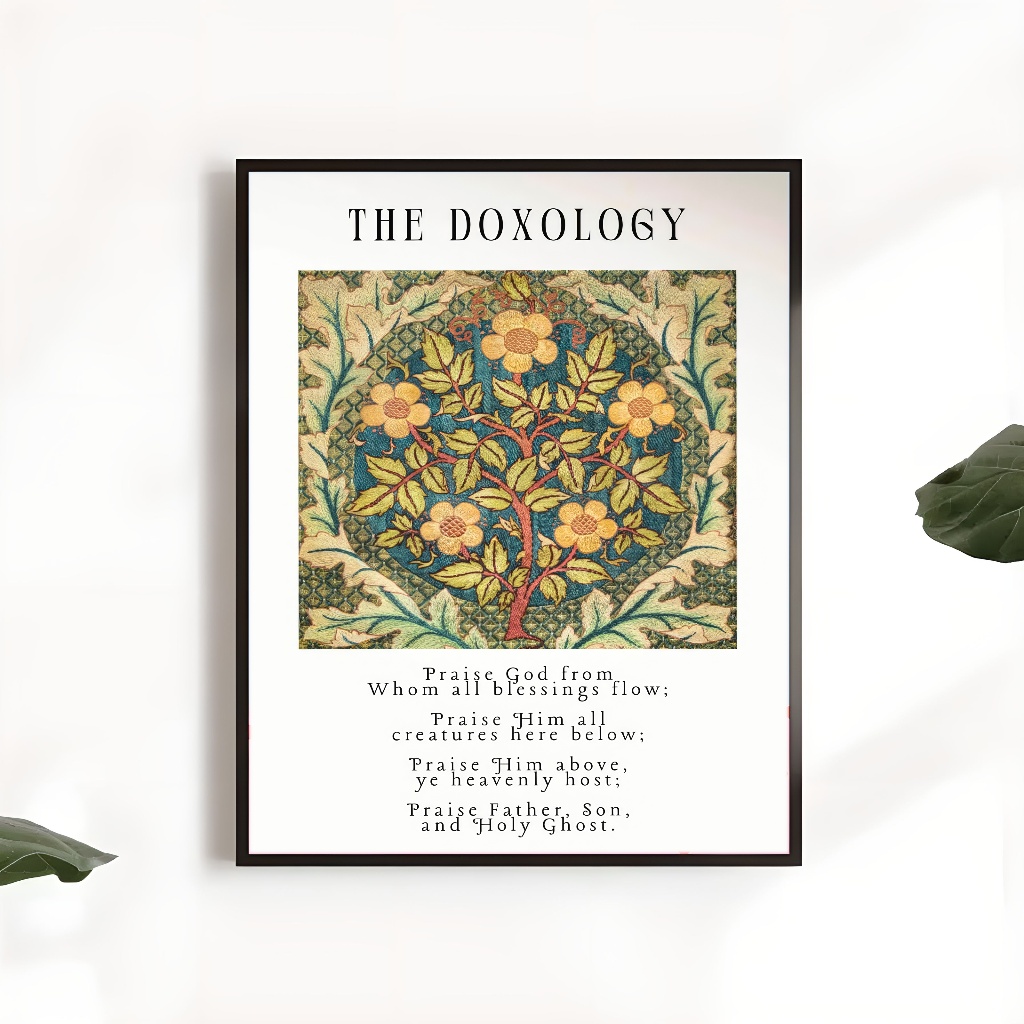 THE DOXOLOGY
Praise God from
Whom all blessings flow;
Praise Him all
creatures here below;
Praise Him above,
ye heavenly host;
Praise Father, Son,
and Holy Ghost.